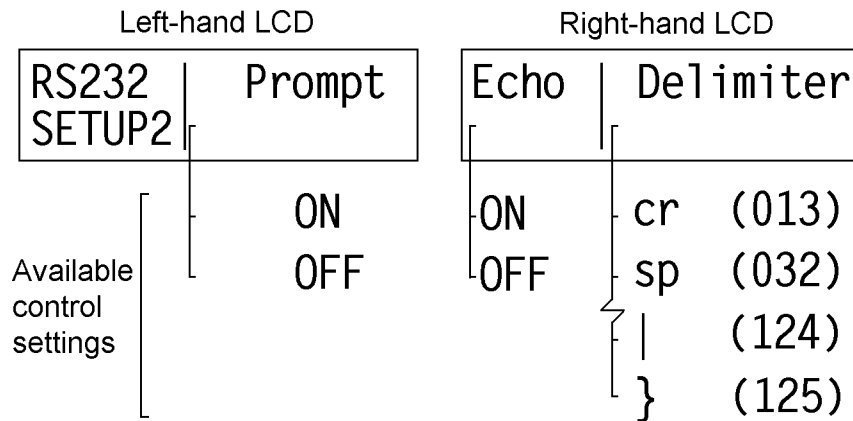 Left-hand LCD
Right-hand LCD
RS232 | Prompt
SETUP2
Echo | Delimiter
Available
control
settings
ON
OFF
ON
OFF
cr (013)
sp (032)
| (124)
} (125)